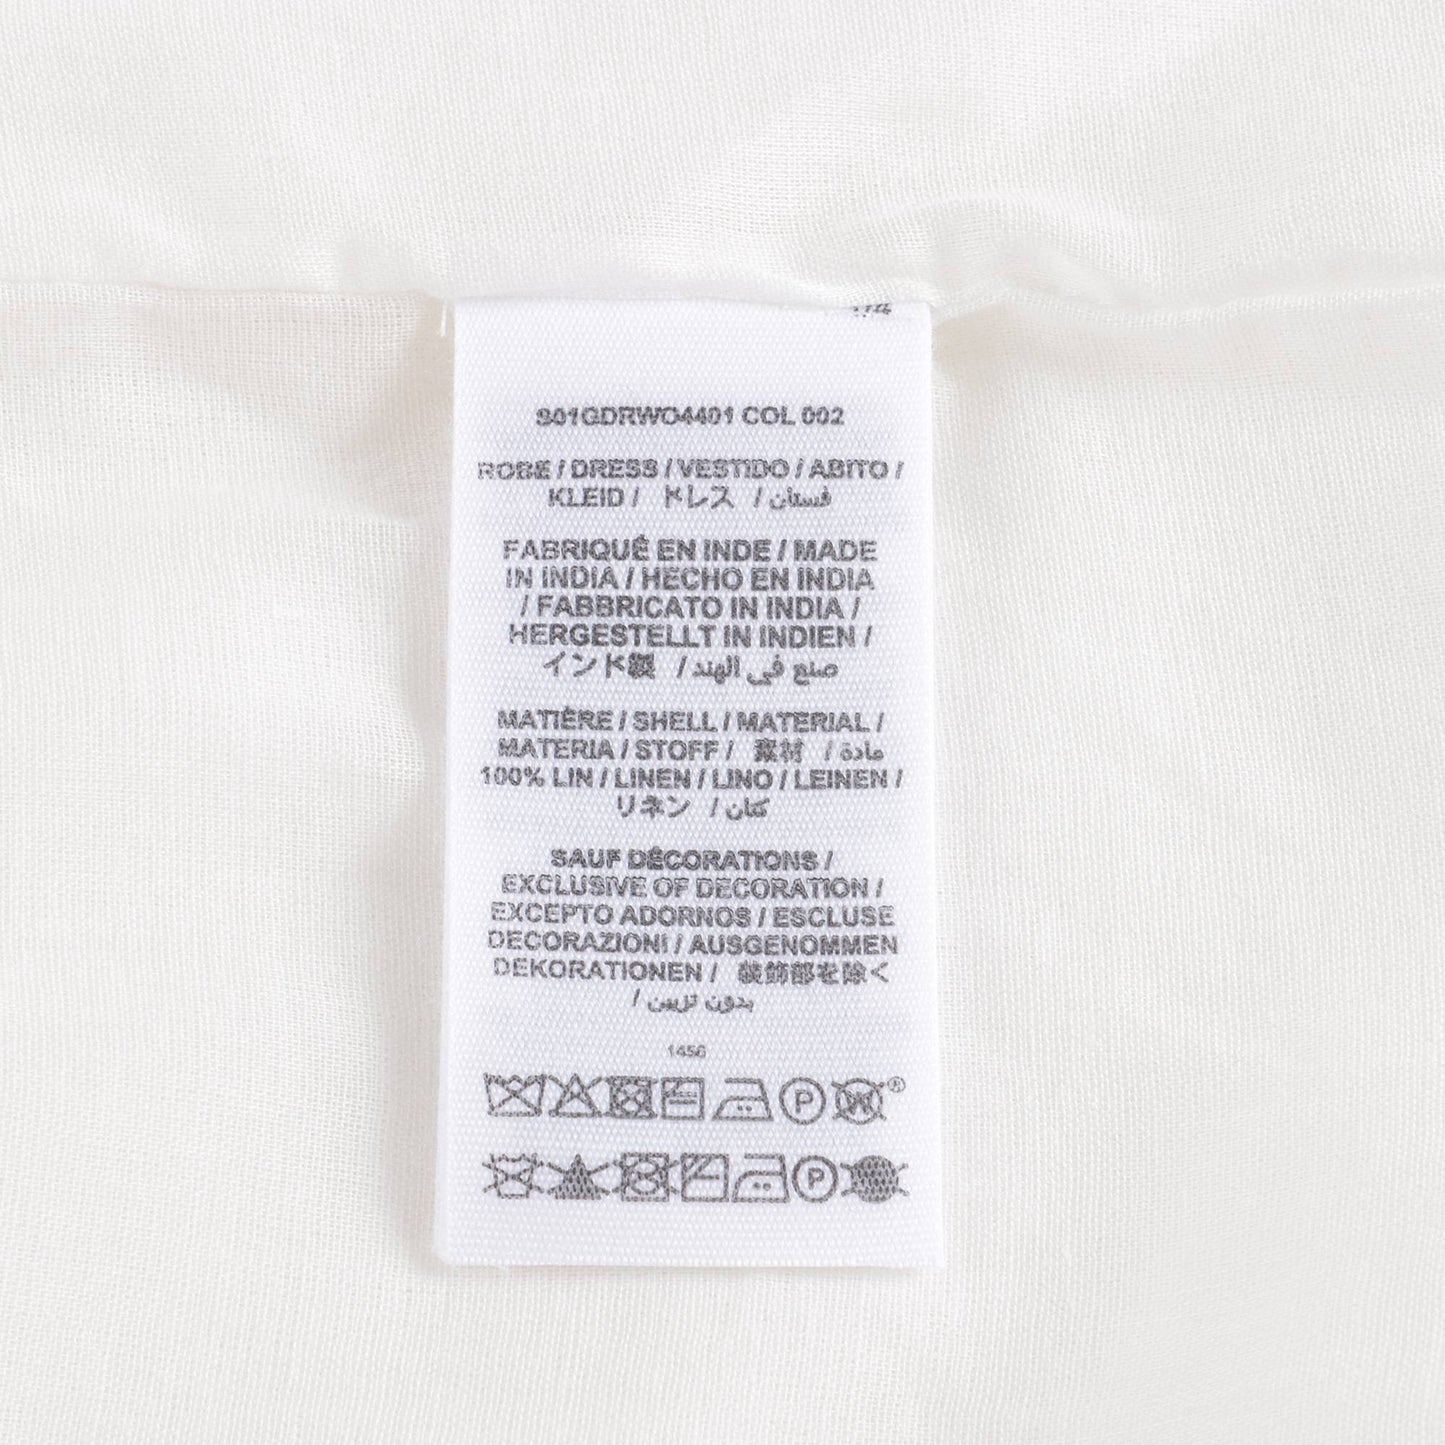 S01GDRWO4401 COL 002
ROBE / DRESS / VESTIDO / ABITO /
KLEID / ドレス / فستان
FABRIQUÉ EN INDE / MADE
IN INDIA / HECHO EN INDIA
/ FABBRICATO IN INDIA /
HERGESTELLT IN INDIEN /
インド製 / صنع في الهند
MATIÈRE / SHELL / MATERIAL /
MATERIA / STOFF / 素材 / مادة
100% LIN / LINEN / LINO / LEINEN /
リネン / كتان
SAUF DÉCORATIONS /
EXCLUSIVE OF DECORATION /
EXCEPTO ADORNOS / ESCLUSE
DECORAZIONI / AUSGENOMMEN
DEKORATIONEN / 装飾部を除く
/ بدون تزيين
1456
P W ®
P